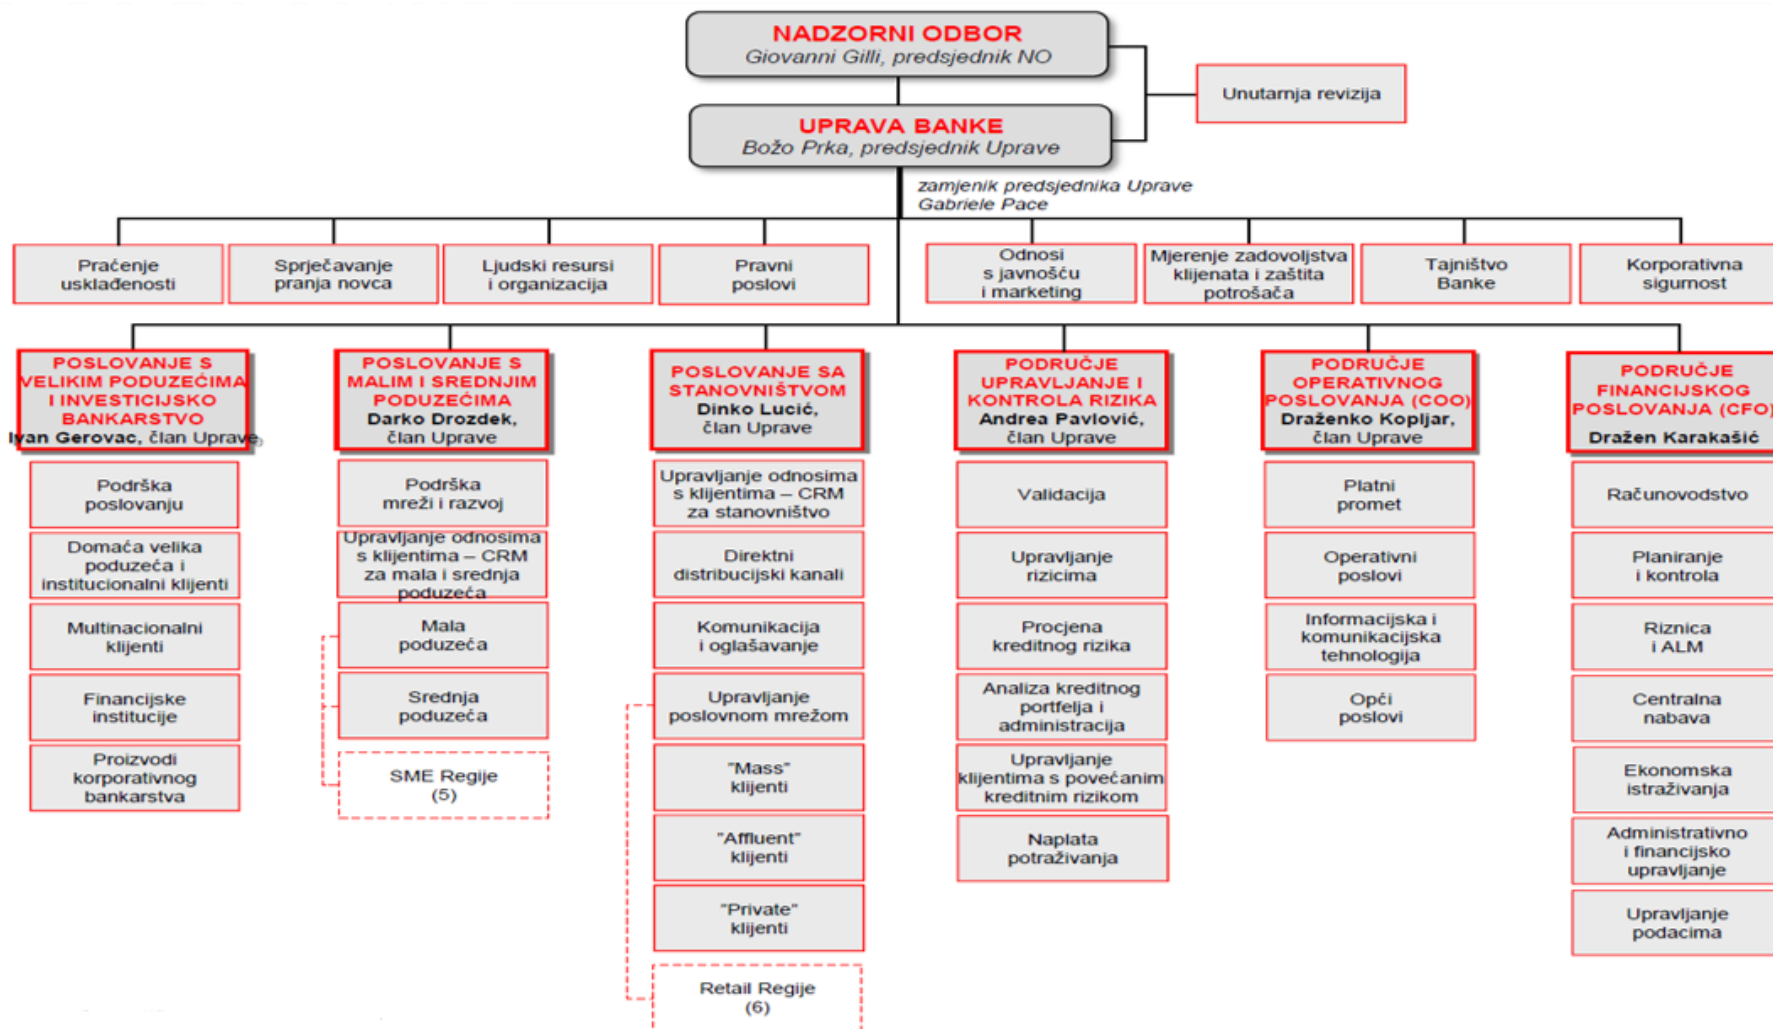 NADZORNI ODBOR
Giovanni Gilli, predsjednik NO
Unutarnja revizija
UPRAVA BANKE
Božo Prka, predsjednik Uprave
zamjenik predsjednika Uprave
Gabriele Pace
Praćenje
usklađenosti
Sprječavanje
pranja novca
Ljudski resursi
i organizacija
Pravni
poslovi
Odnosi
s javnošću
i marketing
Mjerenje zadovoljstva
klijenata i zaštita
potrošača
Tajništvo
Banke
Korporativna
sigurnost
POSLOVANJE S
VELIKIM PODUZEĆIMA
I INVESTICIJSKO
BANKARSTVO
Ivan Gerovac, član Uprave
Podrška
poslovanju
Domaća velika
poduzeća i
institucionalni klijenti
Multinacionalni
klijenti
Financijske
institucije
Proizvodi
korporativnog
bankarstva
POSLOVANJE S
MALIM I SREDNJIM
PODUZEĆIMA
Darko Drozdek,
član Uprave
Podrška
mreži i razvoj
Upravljanje odnosima
s klijentima – CRM
za mala i srednja
poduzeća
Mala
poduzeća
Srednja
poduzeća
SME Regije
(5)
POSLOVANJE SA
STANOVNIŠTVOM
Dinko Lucić,
član Uprave
Upravljanje odnosima
s klijentima – CRM
za stanovništvo
Direktni
distribucijski kanali
Komunikacija
i oglašavanje
Upravljanje
poslovnom mrežom
"Mass"
klijenti
"Affluent"
klijenti
"Private"
klijenti
Retail Regije
(6)
PODRUČJE
UPRAVLJANJE I
KONTROLA RIZIKA
Andrea Pavlović,
član Uprave
Validacija
Upravljanje
rizicima
Procjena
kreditnog rizika
Analiza kreditnog
portfelja i
administracija
Upravljanje
klijentima s povećanim
kreditnim rizikom
Naplata
potraživanja
PODRUČJE
OPERATIVNOG
POSLOVANJA (COO)
Draženko Kopljar,
član Uprave
Platni
promet
Operativni
poslovi
Informacijska i
komunikacijska
tehnologija
Opći
poslovi
PODRUČJE
FINANCIJSKOG
POSLOVANJA (CFO)
Dražen Karakašić
Računovodstvo
Planiranje
i kontrola
Riznica
i ALM
Centralna
nabava
Ekonomska
istraživanja
Administrativno
i financijsko
upravljanje
Upravljanje
podacima